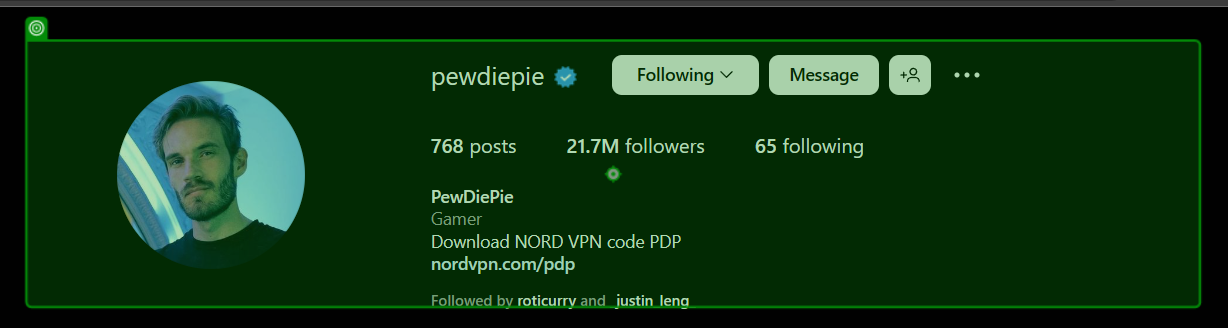 pewdiepie Following Message
768 posts 21.7M followers 65 following
PewDiePie
Gamer
Download NORD VPN code PDP
nordvpn.com/pdp
Followed by roticurry and _justin_leng